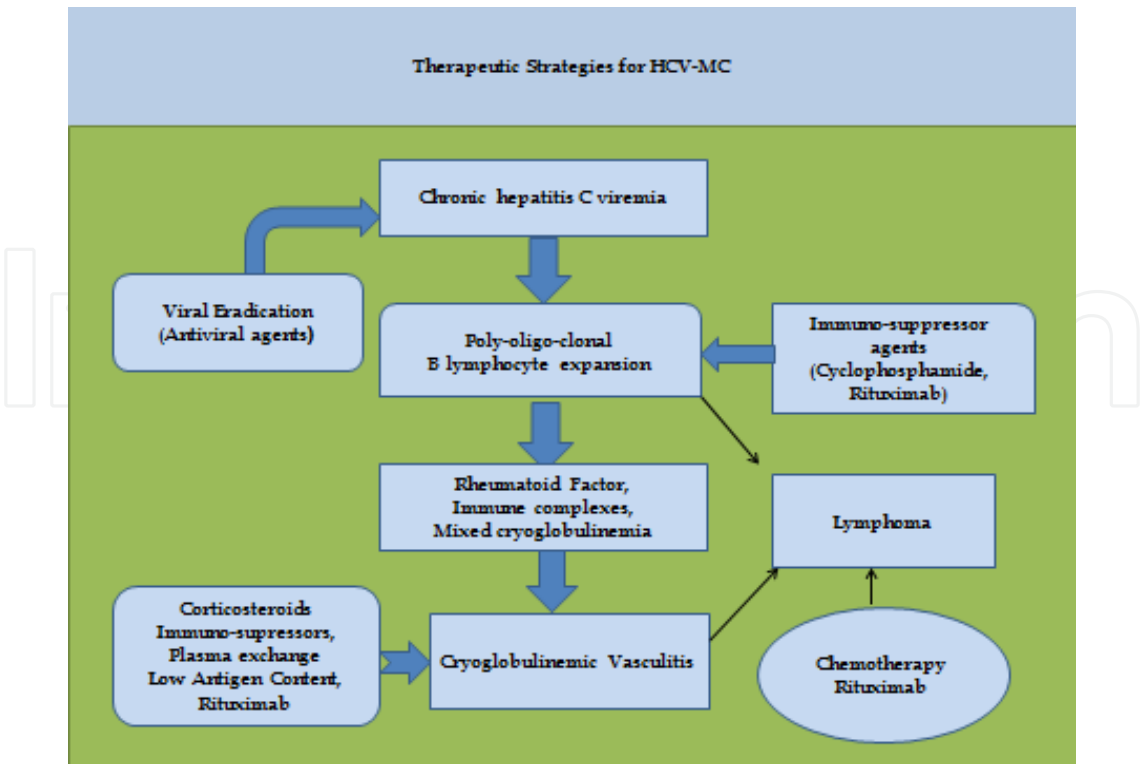 Therapeutic Strategies for HCV-MC
Chronic hepatitis C viremia
Viral Eradication
(Antiviral agents)
Poly-oligo-clonal
B lymphocyte expansion
Immuno-suppressor
agents
(Cyclophosphamide,
Rituximab)
Rheumatoid Factor,
Immune complexes,
Mixed cryoglobulinemia
Lymphoma
Corticosteroids
Immuno-supressors,
Plasma exchange
Low Antigen Content,
Rituximab
Cryoglobulinemic Vasculitis
Chemotherapy
Rituximab